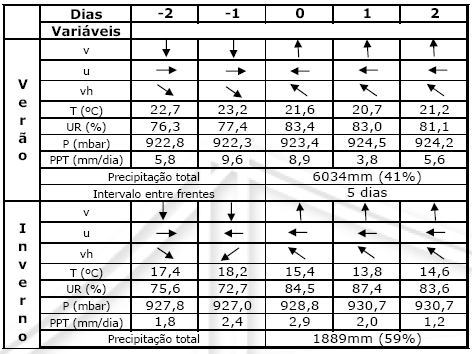 Dias -2 -1 0 1 2
Variáveis
Verão
v
u
vh
T (ºC) 22,7 23,2 21,6 20,7 21,2
UR (%) 76,3 77,4 83,4 83,0 81,1
P (mbar) 922,8 922,3 923,4 924,5 924,2
PPT (mm/dia) 5,8 9,6 8,9 3,8 5,6
Precipitação total 6034mm (41%)
Intervalo entre frentes 5 dias
Inverno
v
u
vh
T (ºC) 17,4 18,2 15,4 13,8 14,6
UR (%) 75,6 72,7 84,5 87,4 83,6
P (mbar) 927,8 927,0 928,8 930,7 930,7
PPT (mm/dia) 1,8 2,4 2,9 2,0 1,2
Precipitação total 1889mm (59%)